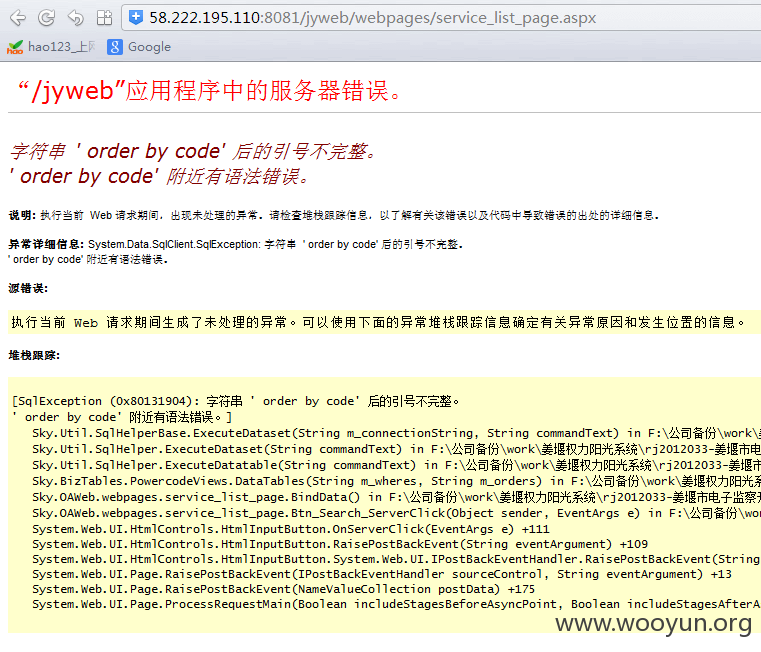 58.222.195.110:8081/jyweb/webpages/service_list_page.aspx
hao123_上网 Google
“/jyweb”应用程序中的服务器错误。
字符串 ' order by code' 后的引号不完整。
' order by code' 附近有语法错误。
说明: 执行当前 Web 请求期间，出现未处理的异常。请检查堆栈跟踪信息，以了解有关该错误以及代码中导致错误的出处的详细信息。
异常详细信息: System.Data.SqlClient.SqlException: 字符串 ' order by code' 后的引号不完整。
' order by code' 附近有语法错误。
源错误:
执行当前 Web 请求期间生成了未处理的异常。可以使用下面的异常堆栈跟踪信息确定有关异常原因和发生位置的信息。
堆栈跟踪:
[SqlException (0x80131904): 字符串 ' order by code' 后的引号不完整。
' order by code' 附近有语法错误。]
Sky.Util.SqlHelperBase.ExecuteDataset(String m_connectionString, String commandText) in F:\公司备份\work\
Sky.Util.SqlHelper.ExecuteDataset(String commandText) in F:\公司备份\work\姜堰权力阳光系统\rj2012033-姜堰市电
Sky.Util.SqlHelper.ExecuteDatatable(String commandText) in F:\公司备份\work\姜堰权力阳光系统\rj2012033-姜堰市
Sky.BizTables.PowercodeViews.DataTables(String m_wheres, String m_orders) in F:\公司备份\work\姜堰权力阳光系
Sky.OAWeb.webpages.service_list_page.BindData() in F:\公司备份\work\姜堰权力阳光系统\rj2012033-姜堰市电子监察
Sky.OAWeb.webpages.service_list_page.Btn_Search_ServerClick(Object sender, EventArgs e) in F:\公司备份\wor
System.Web.UI.HtmlControls.HtmlInputButton.OnServerClick(EventArgs e) +111
System.Web.UI.HtmlControls.HtmlInputButton.RaisePostBackEvent(String eventArgument) +109
System.Web.UI.HtmlControls.HtmlInputButton.System.Web.UI.IPostBackEventHandler.RaisePostBackEvent(String
System.Web.UI.Page.RaisePostBackEvent(IPostBackEventHandler sourceControl, String eventArgument) +13
System.Web.UI.Page.RaisePostBackEvent(NameValueCollection postData) +175
System.Web.UI.Page.ProcessRequestMain(Boolean includeStagesBeforeAsyncPoint, Boolean includeStagesAfterA
www.wooyun.org